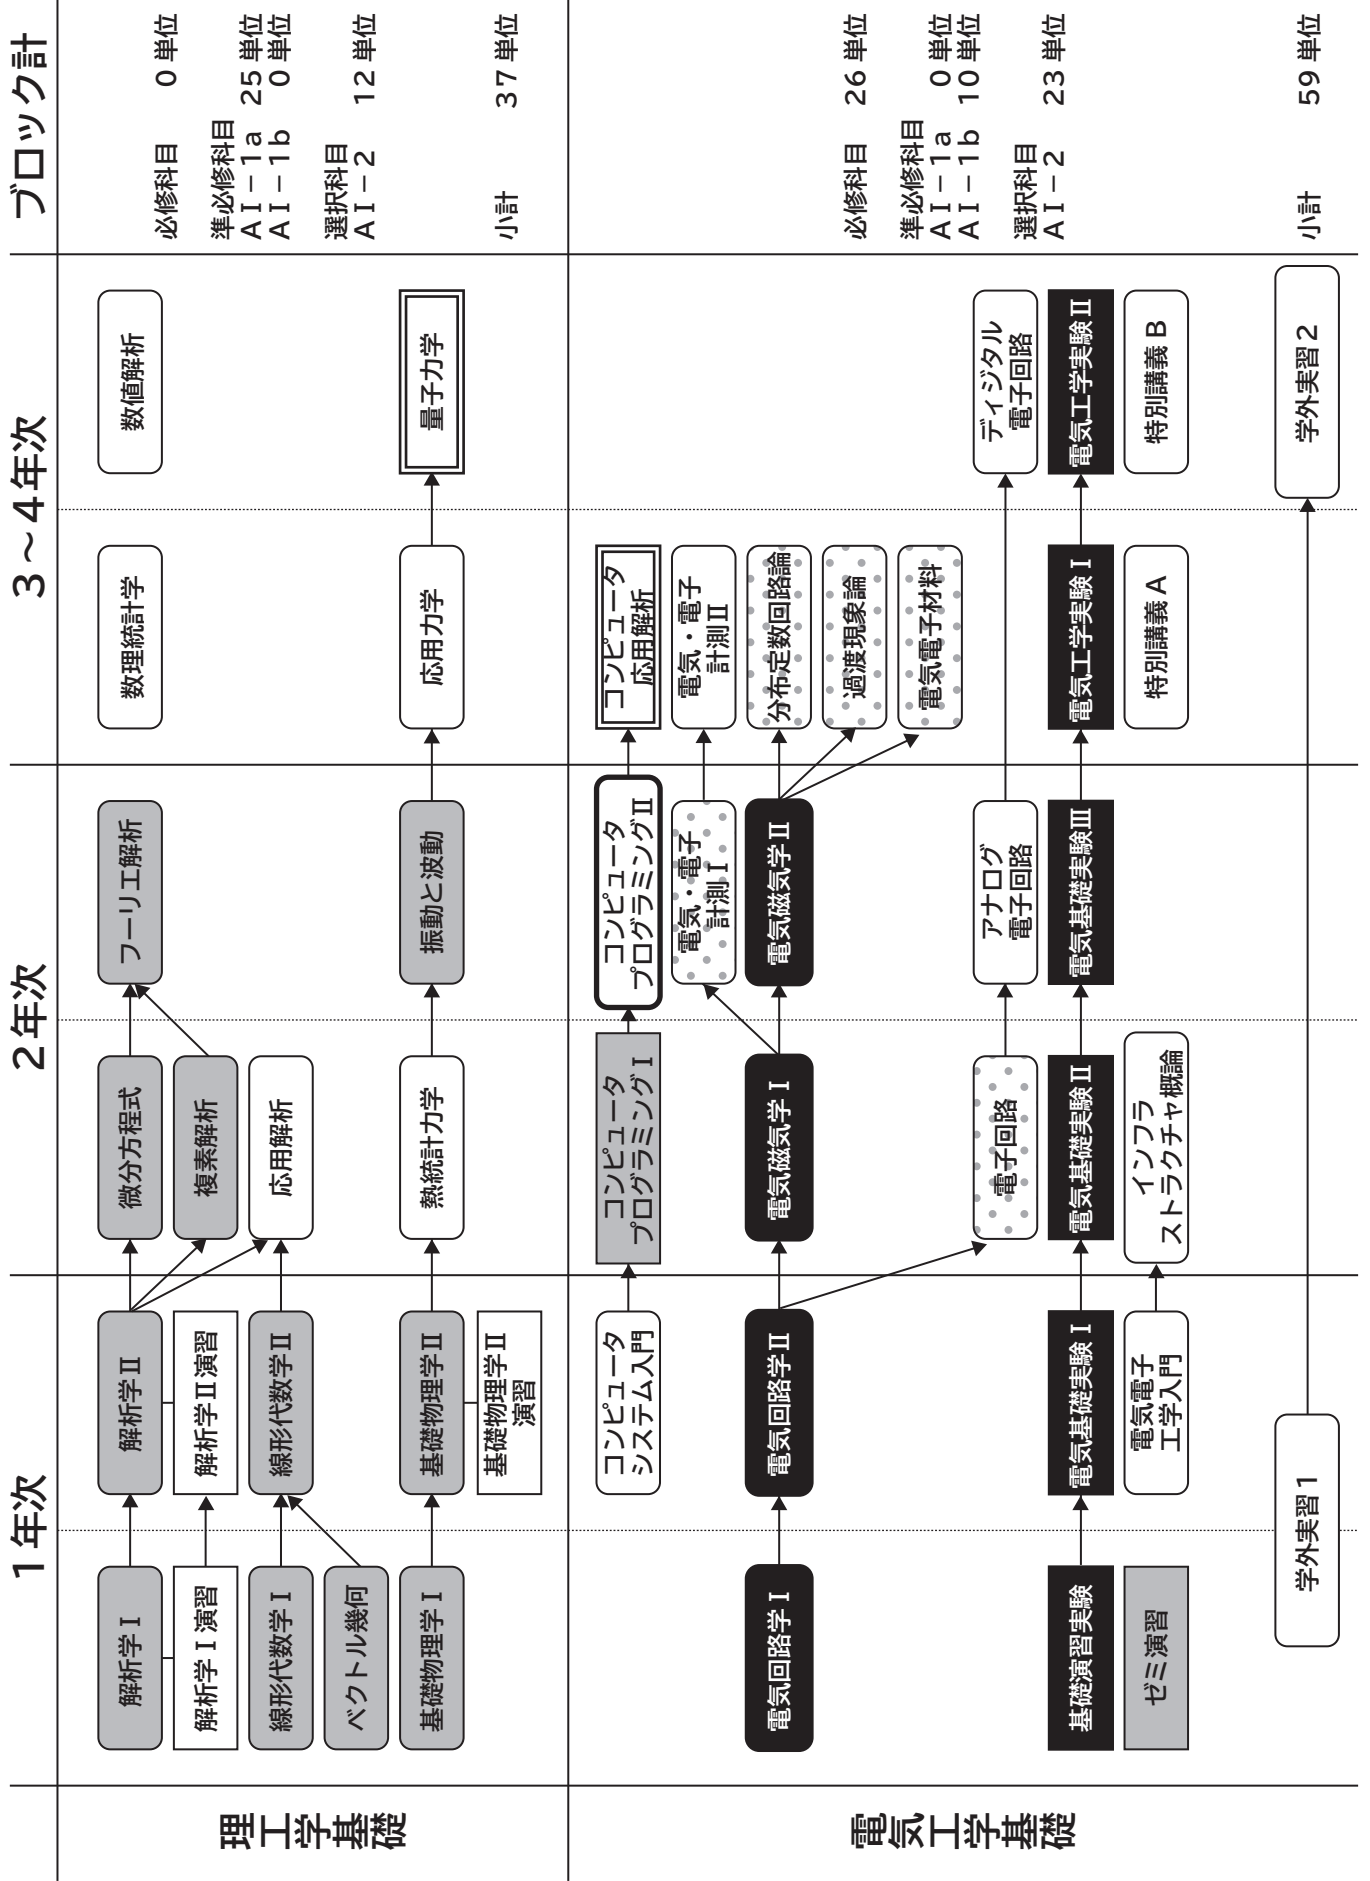 1年次
2年次
3～4年次
ブロック計
理工学基礎
解析学Ⅰ
解析学Ⅱ
微分方程式
フーリエ解析
数理統計学
数値解析
解析学Ⅰ演習
解析学Ⅱ演習
複素解析
線形代数学Ⅰ
線形代数学Ⅱ
応用解析
ベクトル幾何
基礎物理学Ⅰ
基礎物理学Ⅱ
熱統計力学
振動と波動
応用力学
量子力学
基礎物理学Ⅱ
演習
必修科目 0単位
準必修科目
AⅠ－1a 25単位
AⅠ－1b 0単位
選択科目
AⅠ－2 12単位
小計 37単位
電気工学基礎
コンピュータ
システム入門
コンピュータ
プログラミングⅠ
コンピュータ
プログラミングⅡ
コンピュータ
応用解析
電気・電子
計測Ⅰ
電気・電子
計測Ⅱ
電気回路学Ⅰ
電気回路学Ⅱ
電気磁気学Ⅰ
電気磁気学Ⅱ
分布定数回路論
過渡現象論
電気電子材料
電子回路
アナログ
電子回路
ディジタル
電子回路
基礎演習実験
電気基礎実験Ⅰ
電気基礎実験Ⅱ
電気基礎実験Ⅲ
電気工学実験Ⅰ
電気工学実験Ⅱ
ゼミ演習
電気電子
工学入門
インフラ
ストラクチャ概論
特別講義A
特別講義B
学外実習1
学外実習2
必修科目 26単位
準必修科目
AⅠ－1a 0単位
AⅠ－1b 10単位
選択科目
AⅠ－2 23単位
小計 59単位